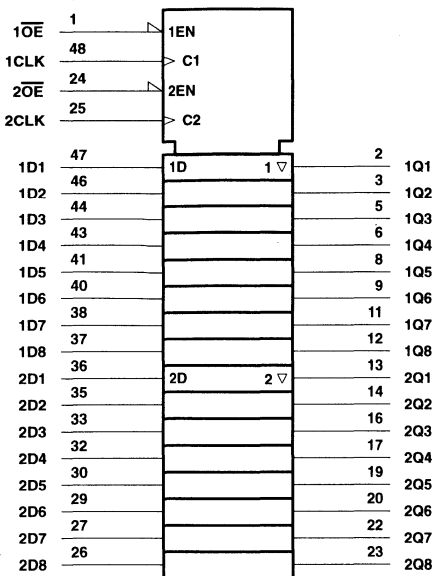 1O̅E̅ 1 1EN
1CLK 48 C1
2O̅E̅ 24 2EN
2CLK 25 C2
1D1 47 1D 1 ▽ 2 1Q1
1D2 46 3 1Q2
1D3 44 5 1Q3
1D4 43 6 1Q4
1D5 41 8 1Q5
1D6 40 9 1Q6
1D7 38 11 1Q7
1D8 37 12 1Q8
2D1 36 2D 2 ▽ 13 2Q1
2D2 35 14 2Q2
2D3 33 16 2Q3
2D4 32 17 2Q4
2D5 30 19 2Q5
2D6 29 20 2Q6
2D7 27 22 2Q7
2D8 26 23 2Q8